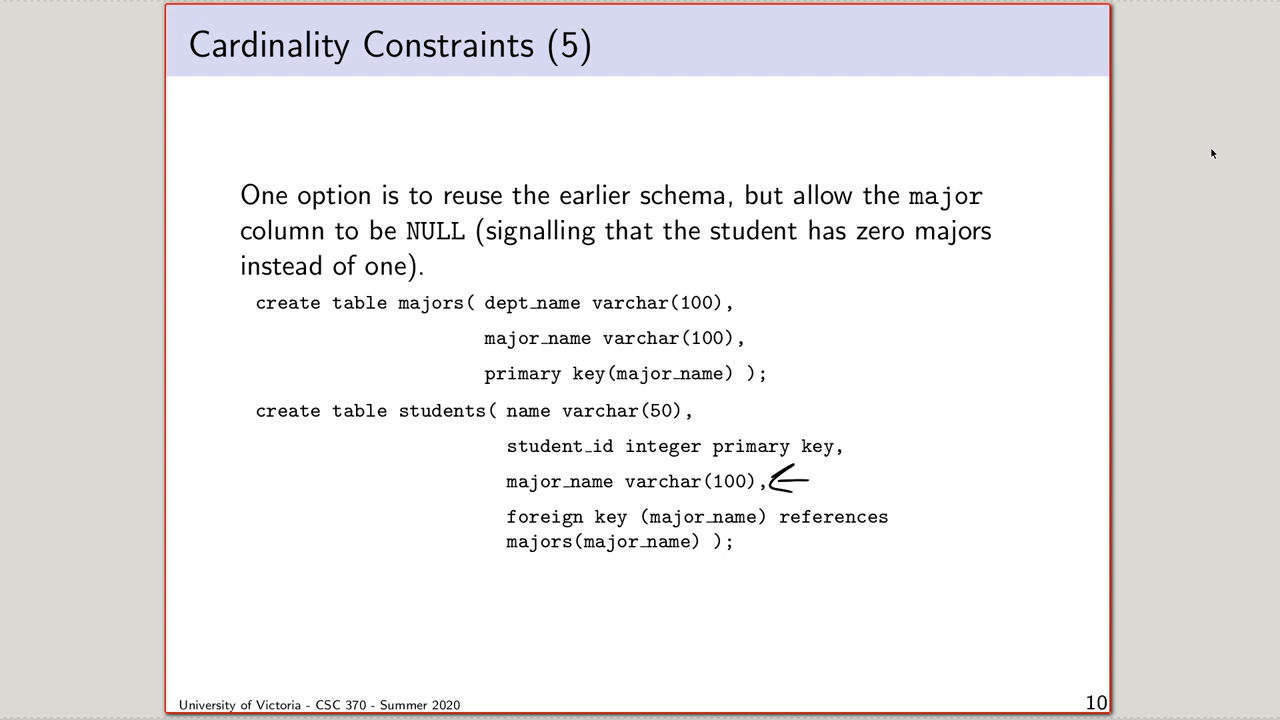 Cardinality Constraints (5)
One option is to reuse the earlier schema, but allow the major
column to be NULL (signalling that the student has zero majors
instead of one).
create table majors( dept_name varchar(100),
major_name varchar(100),
primary key(major_name) );
create table students( name varchar(50),
student_id integer primary key,
major_name varchar(100),
foreign key (major_name) references
majors(major_name) );
University of Victoria - CSC 370 - Summer 2020
10